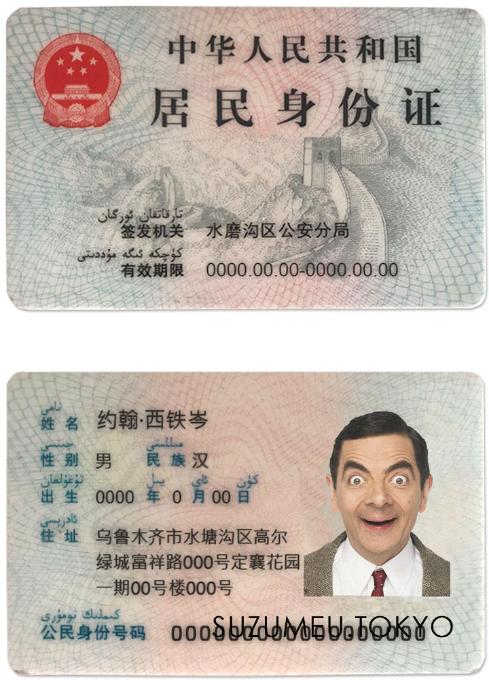 中华人民共和国
居民身份证
تارقاتقان ئورگان
签发机关 水磨沟区公安分局
كۈچكە ئىگە مۇددىتى
有效期限 0000.00.00-0000.00.00
نامى
姓名 约翰·西铁岑
جىنسى مىللىتى
性别 男 民族 汉
تۇغۇلغان يىل ئاي كۈن
出生 0000 年 0 月 00 日
ئادرېسى
住址 乌鲁木齐市水塘沟区高尔
绿城富祥路000号定襄花园
一期00号楼000号
كىملىك نومۇرى
公民身份号码 000000000000000000
SUZUMEU.TOKYO